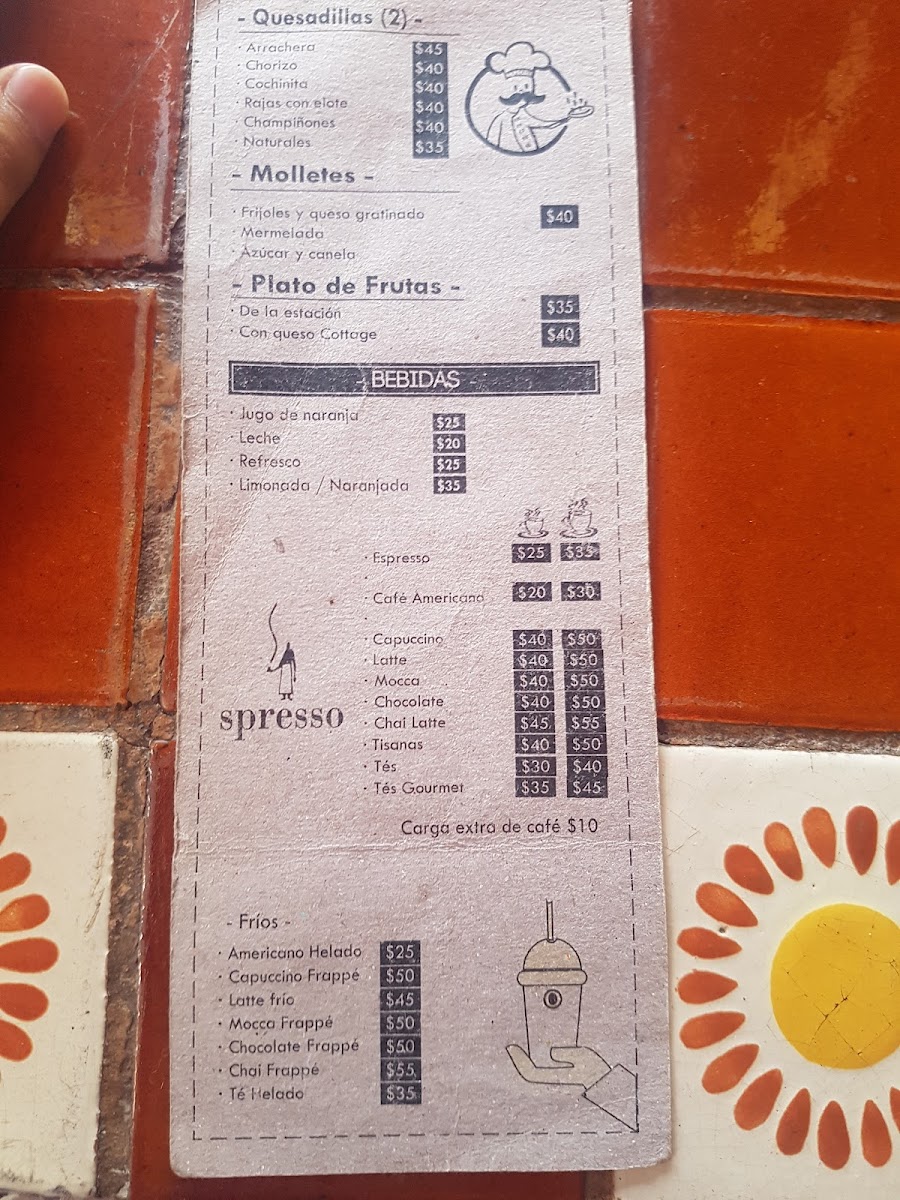 - Quesadillas (2) -
· Arrachera $45
· Chorizo $40
· Cochinita $40
· Rajas con elote $40
· Champiñones $40
· Naturales $35
- Molletes -
· Frijoles y queso gratinado $40
· Mermelada
· Azúcar y canela
- Plato de Frutas -
· De la estación $35
· Con queso Cottage $40
- BEBIDAS -
· Jugo de naranja $25
· Leche $20
· Refresco $25
· Limonada / Naranjada $35
· Espresso $25 $35
·
· Café Americano $20 $30
·
· Capuccino $40 $50
· Latte $40 $50
· Mocca $40 $50
· Chocolate $40 $50
· Chai Latte $45 $55
· Tisanas $40 $50
· Tés $30 $40
· Tés Gourmet $35 $45
spresso
Carga extra de café $10
- Fríos -
· Americano Helado $25
· Capuccino Frappé $50
· Latte frío $45
· Mocca Frappé $50
· Chocolate Frappé $50
· Chai Frappé $55
· Té Helado $35